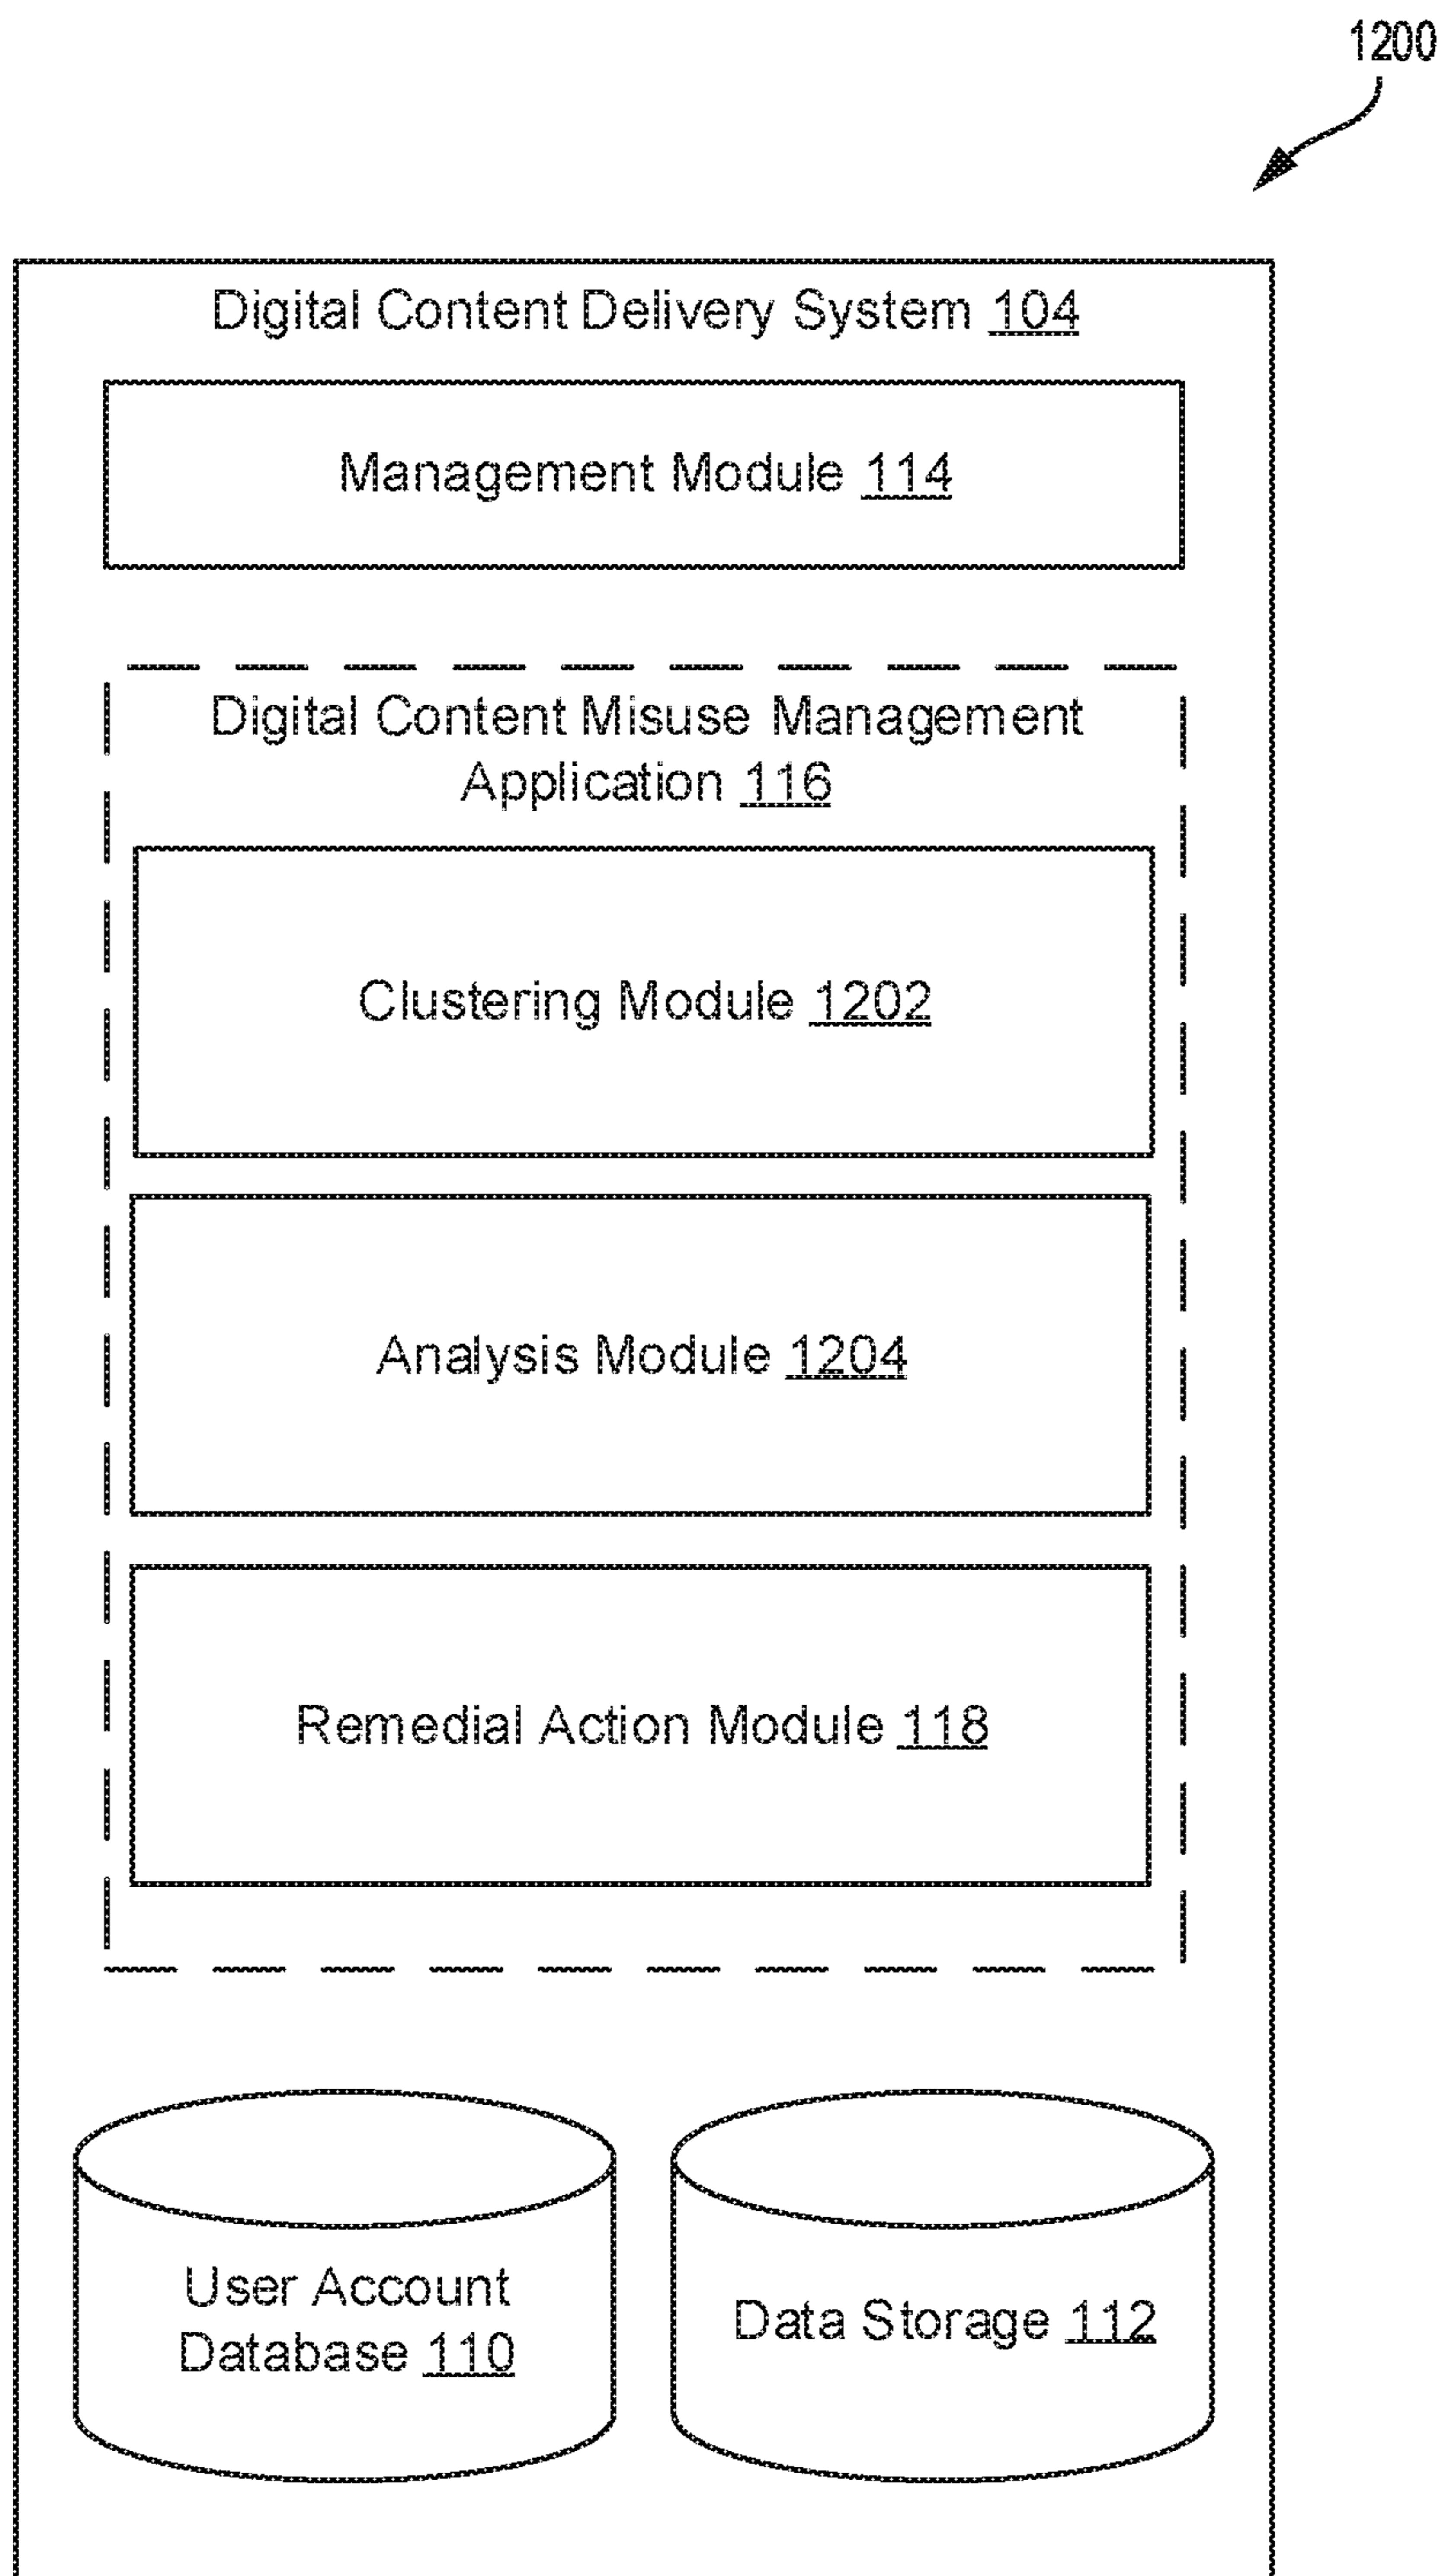 1200
Digital Content Delivery System 104
Management Module 114
Digital Content Misuse Management
Application 116
Clustering Module 1202
Analysis Module 1204
Remedial Action Module 118
User Account
Database 110
Data Storage 112